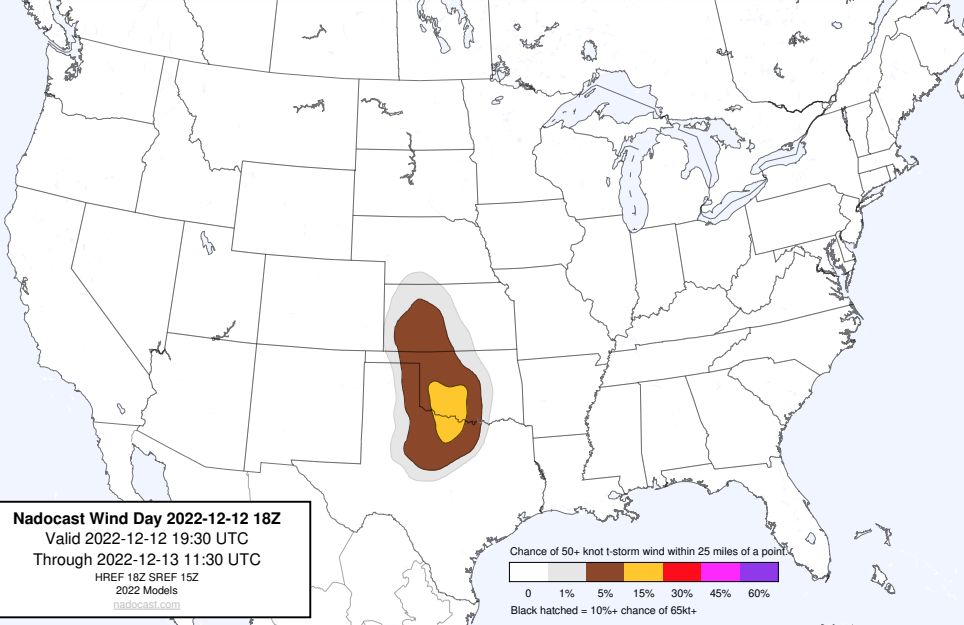 Nadocast Wind Day 2022-12-12 18Z
Valid 2022-12-12 19:30 UTC
Through 2022-12-13 11:30 UTC
HREF 18Z SREF 15Z
2022 Models
nadocast.com
Chance of 50+ knot t-storm wind within 25 miles of a point.
0 1% 5% 15% 30% 45% 60%
Black hatched = 10%+ chance of 65kt+